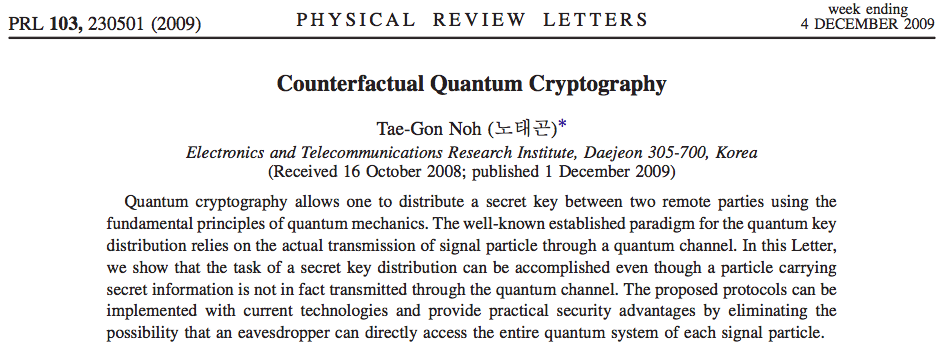 PRL 103, 230501 (2009)
PHYSICAL REVIEW LETTERS
week ending
4 DECEMBER 2009
Counterfactual Quantum Cryptography
Tae-Gon Noh (노태곤)*
Electronics and Telecommunications Research Institute, Daejeon 305-700, Korea
(Received 16 October 2008; published 1 December 2009)
Quantum cryptography allows one to distribute a secret key between two remote parties using the
fundamental principles of quantum mechanics. The well-known established paradigm for the quantum key
distribution relies on the actual transmission of signal particle through a quantum channel. In this Letter,
we show that the task of a secret key distribution can be accomplished even though a particle carrying
secret information is not in fact transmitted through the quantum channel. The proposed protocols can be
implemented with current technologies and provide practical security advantages by eliminating the
possibility that an eavesdropper can directly access the entire quantum system of each signal particle.